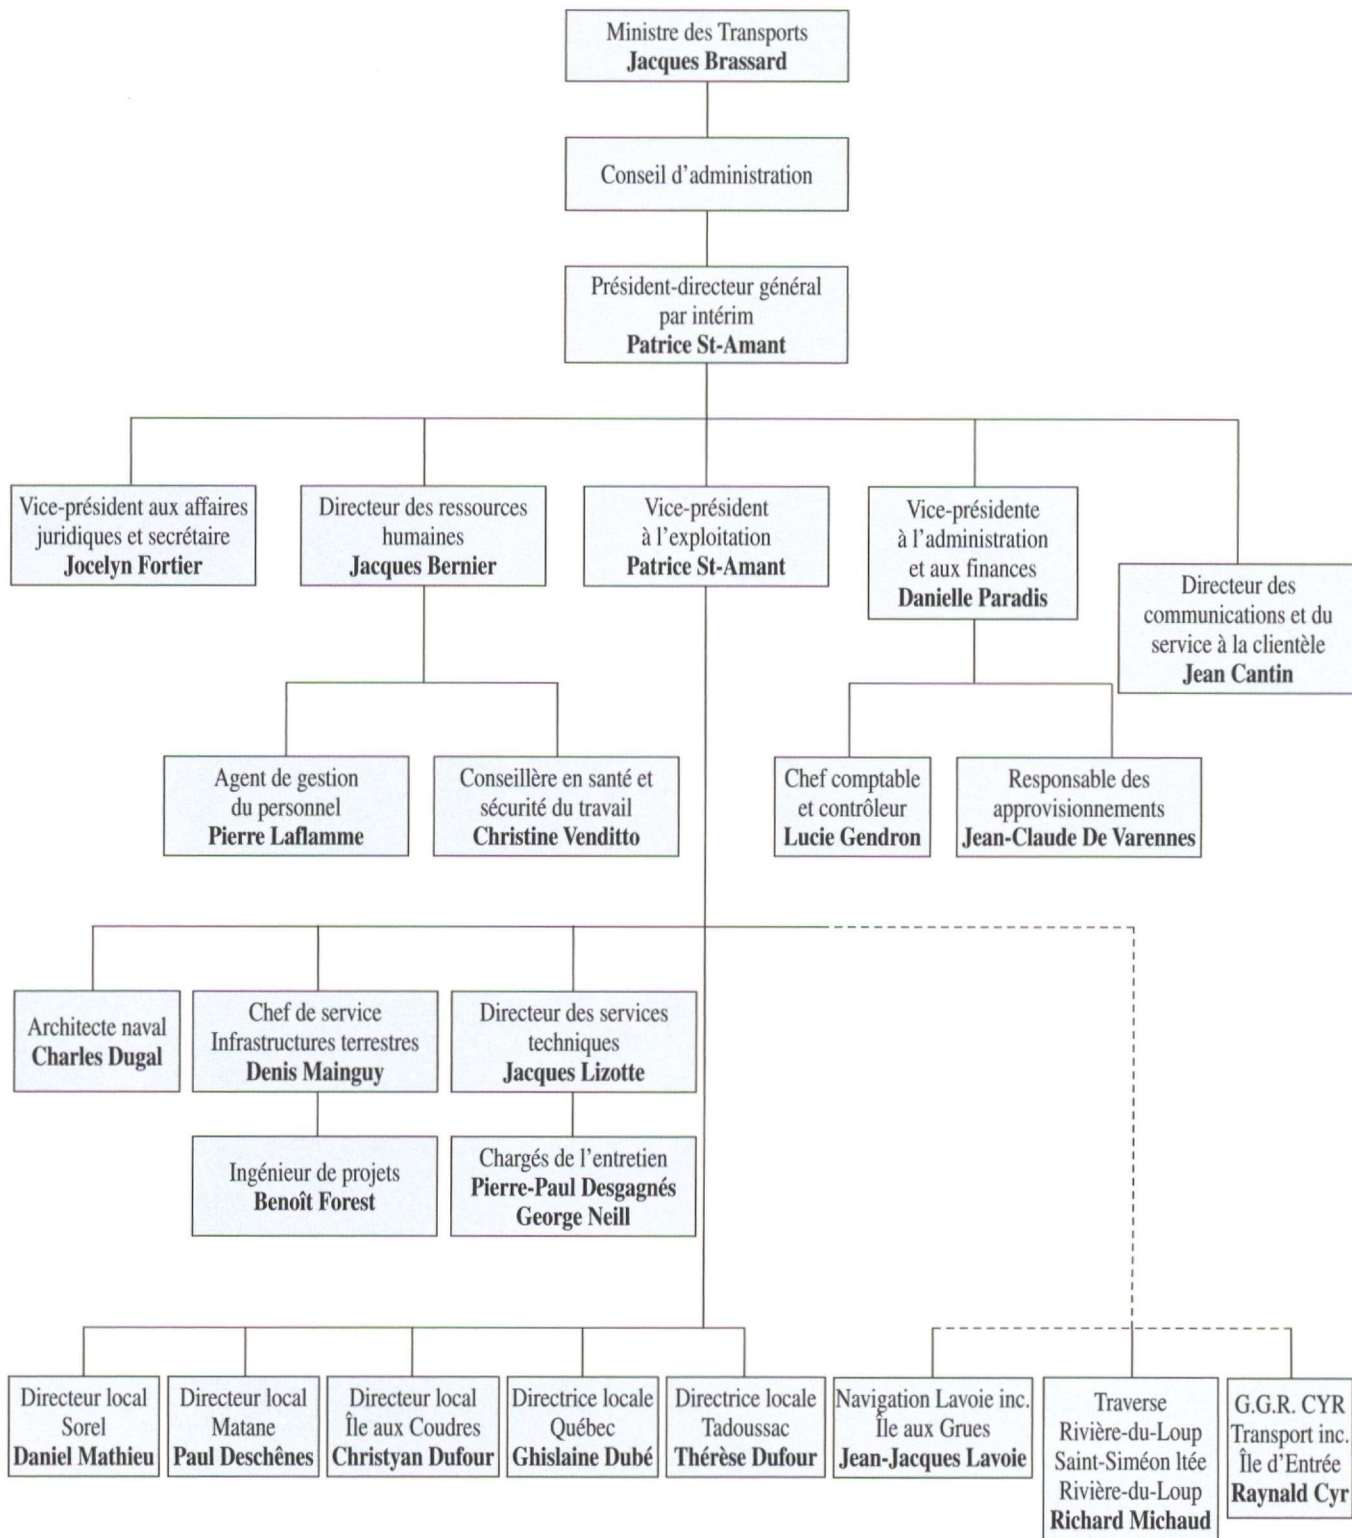 Ministre des Transports
Jacques Brassard
Conseil d'administration
Président-directeur général
par intérim
Patrice St-Amant
Vice-président aux affaires
juridiques et secrétaire
Jocelyn Fortier
Directeur des ressources
humaines
Jacques Bernier
Vice-président
à l'exploitation
Patrice St-Amant
Vice-présidente
à l'administration
et aux finances
Danielle Paradis
Directeur des
communications et du
service à la clientèle
Jean Cantin
Agent de gestion
du personnel
Pierre Laflamme
Conseillère en santé et
sécurité du travail
Christine Venditto
Chef comptable
et contrôleur
Lucie Gendron
Responsable des
approvisionnements
Jean-Claude De Varennes
Architecte naval
Charles Dugal
Chef de service
Infrastructures terrestres
Denis Mainguy
Directeur des services
techniques
Jacques Lizotte
Ingénieur de projets
Benoît Forest
Chargés de l'entretien
Pierre-Paul Desgagnés
George Neill
Directeur local
Sorel
Daniel Mathieu
Directeur local
Matane
Paul Deschênes
Directeur local
Île aux Coudres
Christyan Dufour
Directrice locale
Québec
Ghislaine Dubé
Directrice locale
Tadoussac
Thérèse Dufour
Navigation Lavoie inc.
Île aux Grues
Jean-Jacques Lavoie
Traverse
Rivière-du-Loup
Saint-Siméon ltée
Rivière-du-Loup
Richard Michaud
G.G.R. CYR
Transport inc.
Île d'Entrée
Raynald Cyr